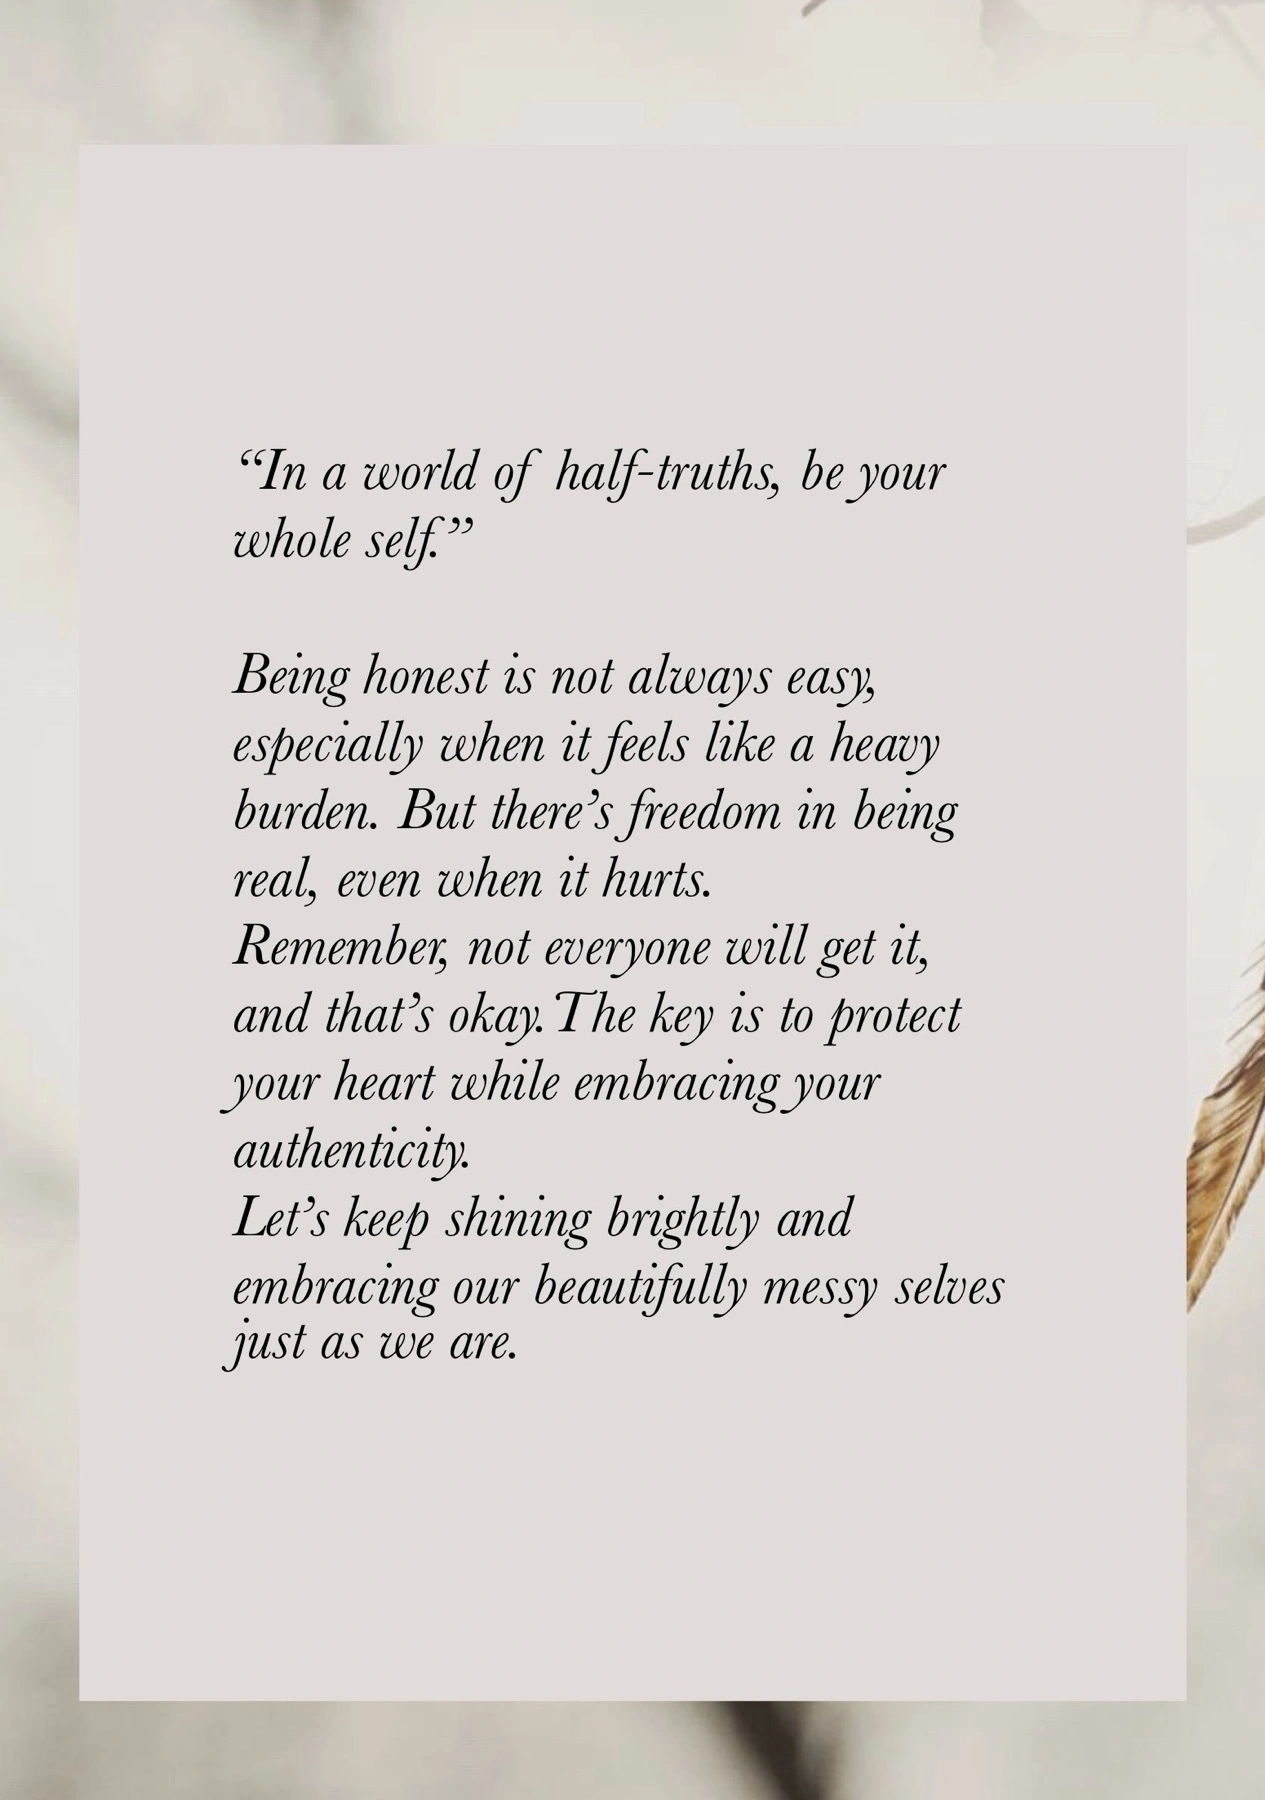 “In a world of half-truths, be your
whole self.”
Being honest is not always easy,
especially when it feels like a heavy
burden. But there’s freedom in being
real, even when it hurts.
Remember, not everyone will get it,
and that’s okay. The key is to protect
your heart while embracing your
authenticity.
Let’s keep shining brightly and
embracing our beautifully messy selves
just as we are.